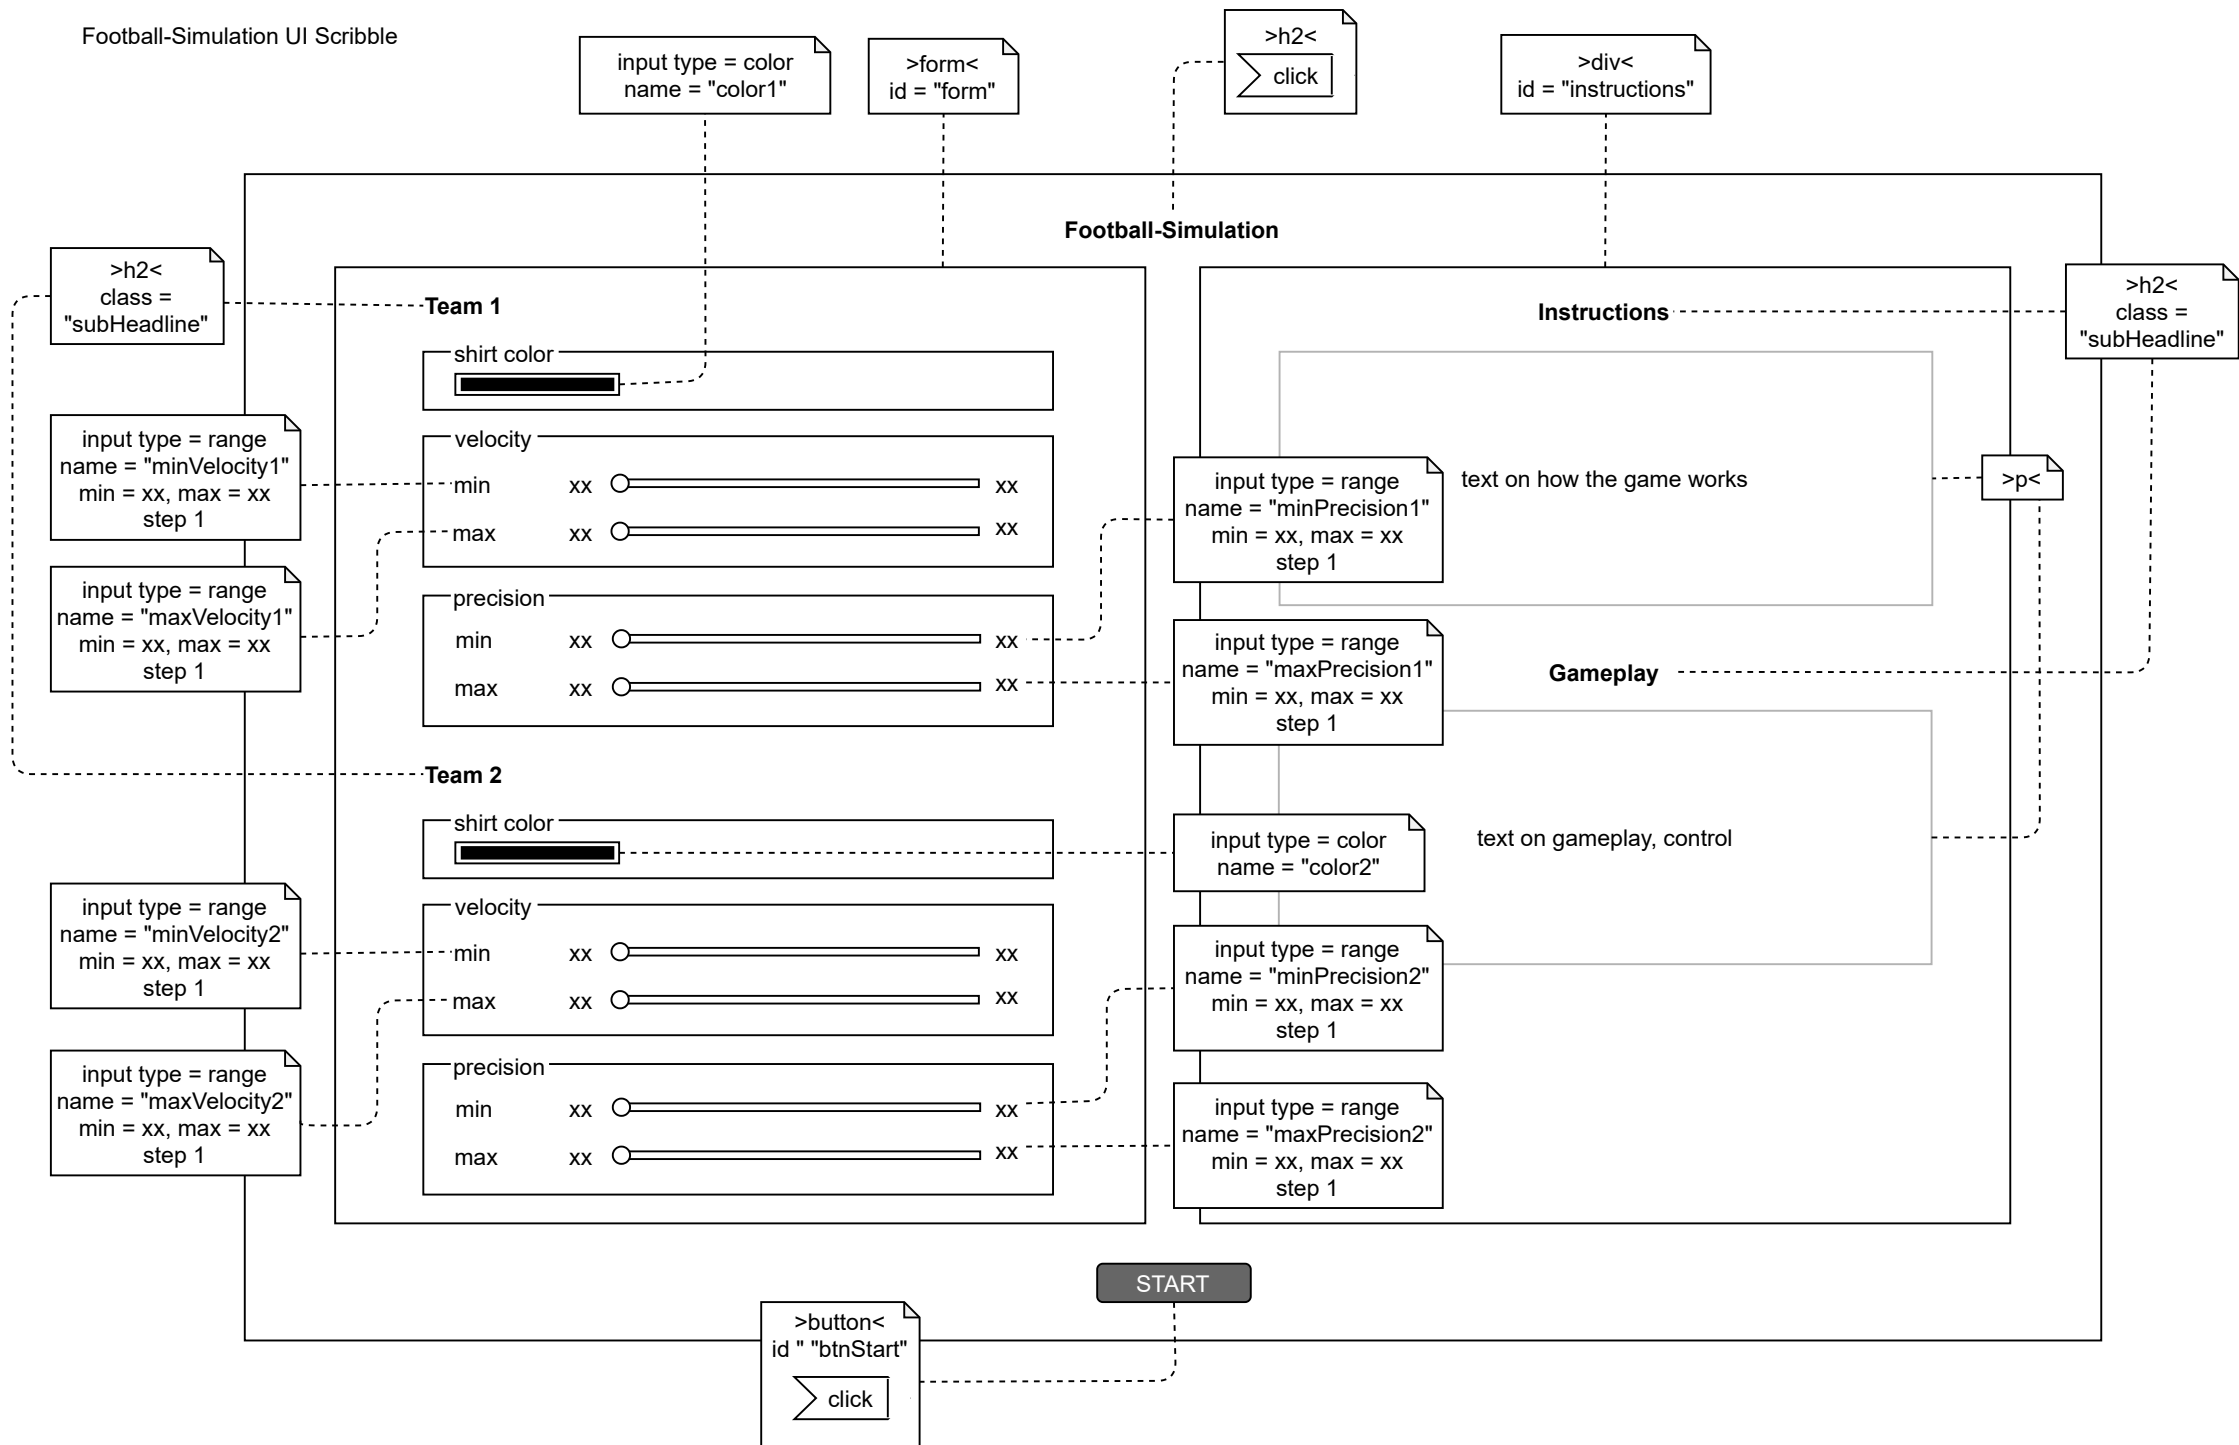 Football-Simulation UI Scribble
input type = color
name = "color1"
>form<
id = "form"
>h2<
click
>div<
id = "instructions"
Football-Simulation
>h2<
class =
"subHeadline"
Team 1
shirt color
input type = range
name = "minVelocity1"
min = xx, max = xx
step 1
velocity
min xx xx
max xx xx
input type = range
name = "maxVelocity1"
min = xx, max = xx
step 1
precision
min xx xx
max xx xx
Team 2
shirt color
input type = range
name = "minVelocity2"
min = xx, max = xx
step 1
velocity
min xx xx
max xx xx
input type = range
name = "maxVelocity2"
min = xx, max = xx
step 1
precision
min xx xx
max xx xx
Instructions
>h2<
class =
"subHeadline"
input type = range
name = "minPrecision1"
min = xx, max = xx
step 1
text on how the game works
>p<
input type = range
name = "maxPrecision1"
min = xx, max = xx
step 1
Gameplay
input type = color
name = "color2"
text on gameplay, control
input type = range
name = "minPrecision2"
min = xx, max = xx
step 1
input type = range
name = "maxPrecision2"
min = xx, max = xx
step 1
START
>button<
id " "btnStart"
click